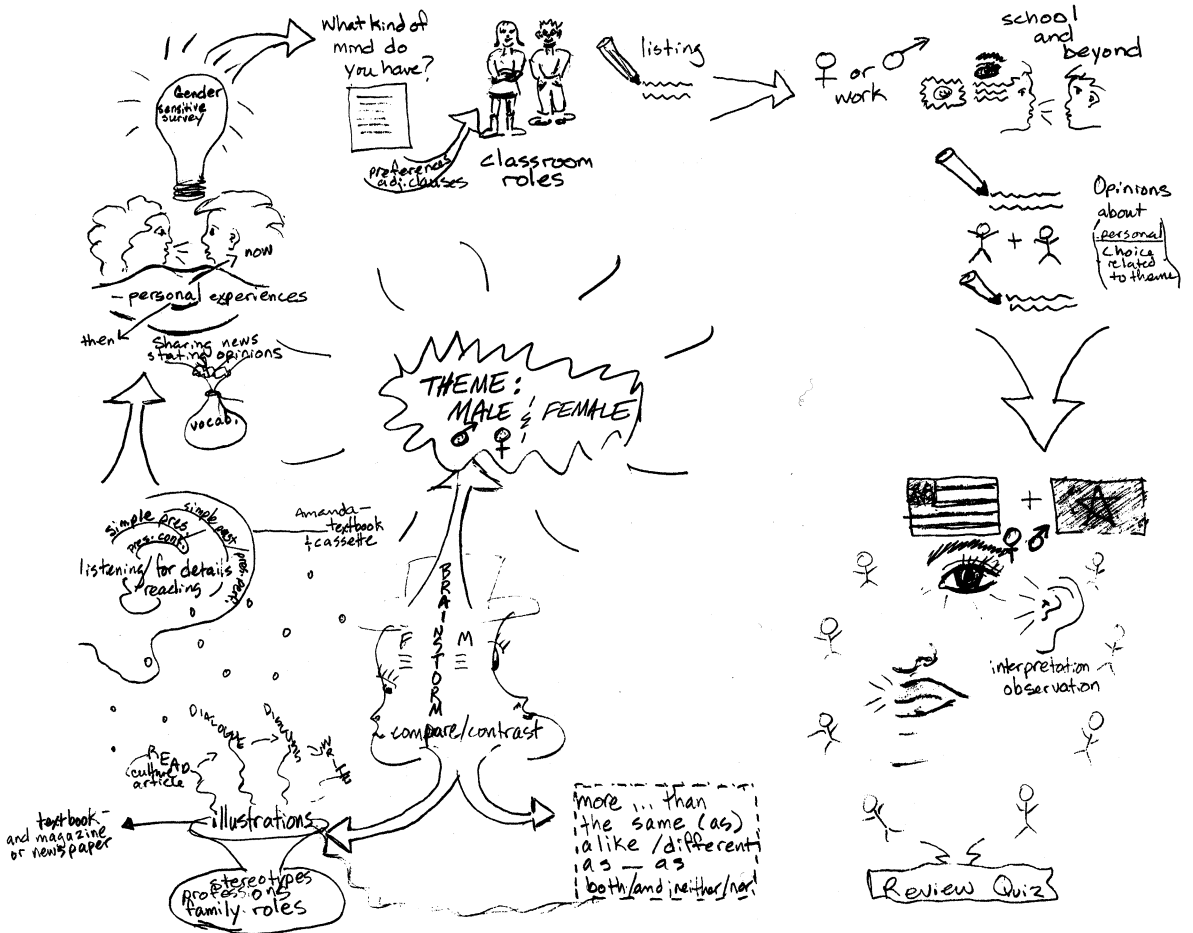 What kind of
mind do
you have?
Gender
sensitive
survey
preferences
adj. clauses
classroom
roles
listing
♀ or ♂
work
school
and
beyond
Opinions
about
personal
choice
related
to theme
now
- personal experiences
then
Sharing news
stating opinions
vocab.
THEME:
MALE & FEMALE
♂ ♀
simple pres.
simple past
pres. cont.
pres. perf.
listening/for details
reading
Amanda-
textbook
& cassette
BRAINSTORM
F M
compare/contrast
READ
culture
article
DIALOGUE
DISCUSS
WRITE
illustrations
textbook-
and magazine
or newspaper
stereotypes
professions
family roles
more ... than
the same (as)
alike/different
as — as
both/and neither/nor
+
♀ ♂
interpretation
observation
Review Quiz